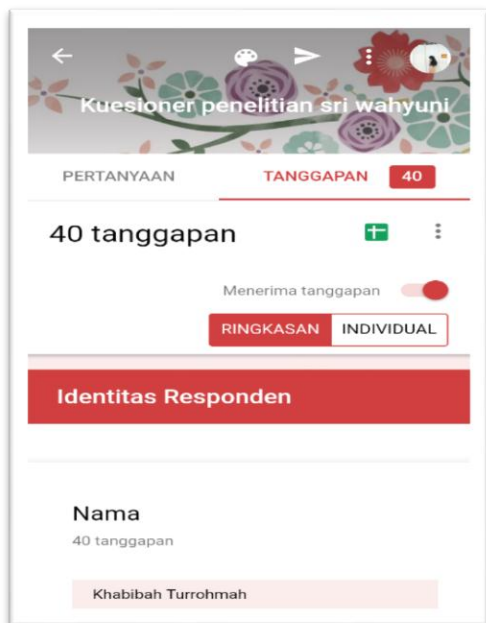 Kuesioner penelitian sri wahyuni
PERTANYAAN TANGGAPAN 40
40 tanggapan
Menerima tanggapan
RINGKASAN INDIVIDUAL
Identitas Responden
Nama
40 tanggapan
Khabibah Turrohmah